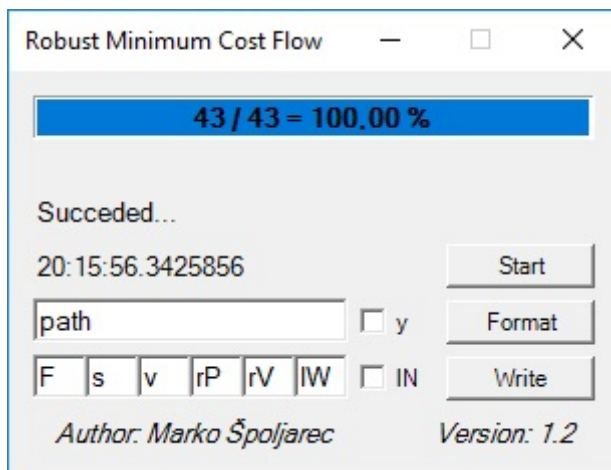 Robust Minimum Cost Flow
43 / 43 = 100,00 %
Succeded...
20:15:56.3425856
Start
path
y
Format
F s v rP rV lW
IN
Write
Author: Marko Špoljarec
Version: 1.2